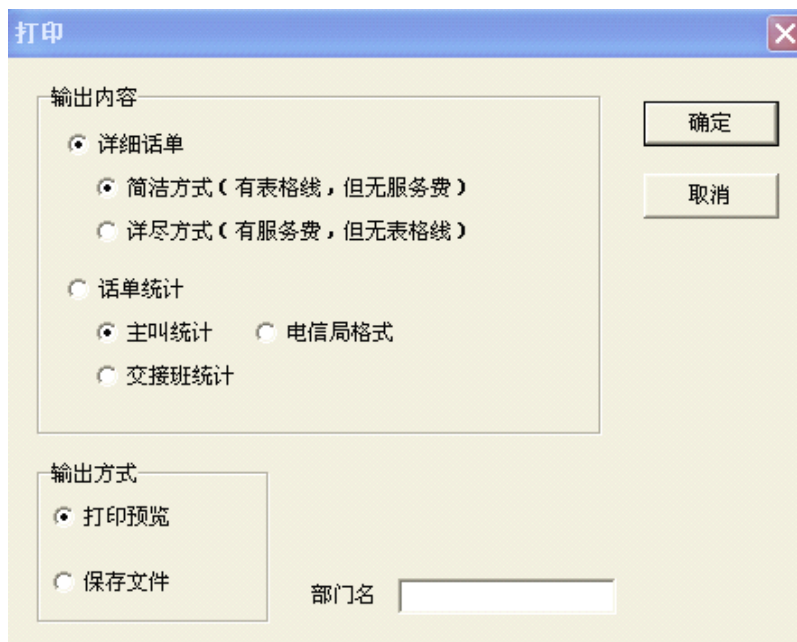 打印
输出内容
详细话单
简洁方式(有表格线,但无服务费)
详尽方式(有服务费,但无表格线)
话单统计
主叫统计 电信局格式
交接班统计
确定
取消
输出方式
打印预览
保存文件
部门名